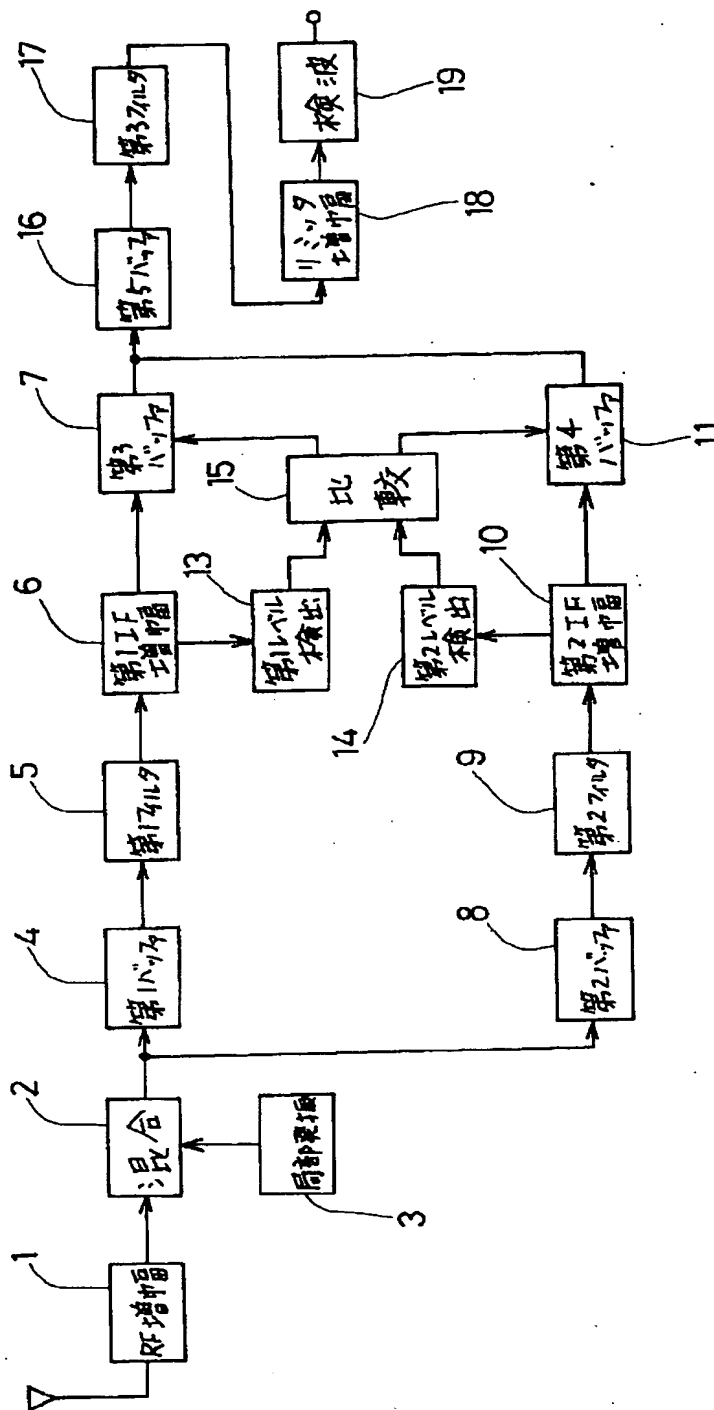 1
RF増幅
2
混合
3
局部発振
4
第1バッファ
5
第1フィルタ
6
第1IF
増幅
7
第3
バッファ
8
第2バッファ
9
第2フィルタ
10
第2IF
増幅
11
第4
バッファ
13
第1レベル
検出
14
第2レベル
検出
15
比較
16
第5バッファ
17
第3フィルタ
18
リミッタ
増幅
19
検波